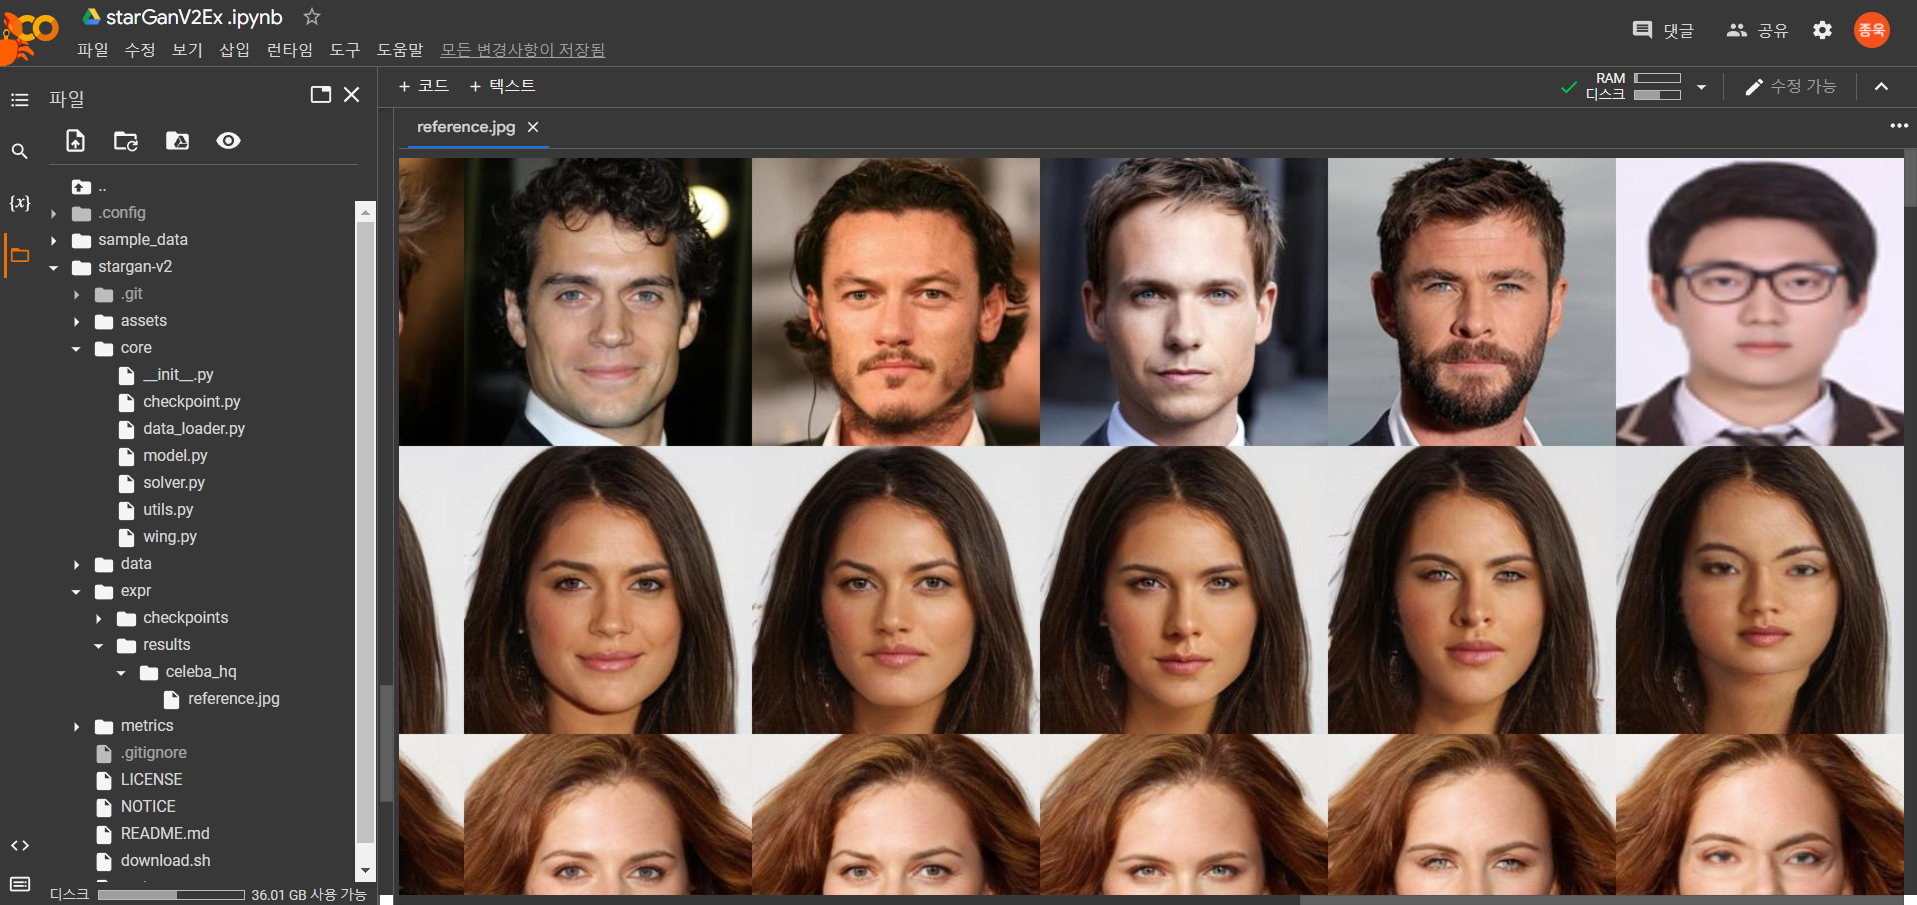 starGanV2Ex .ipynb
파일 수정 보기 삽입 런타임 도구 도움말 모든 변경사항이 저장됨
댓글 공유 종욱
파일
+ 코드 + 텍스트
RAM
디스크
수정 가능
reference.jpg
{x}
..
.config
sample_data
stargan-v2
.git
assets
core
__init__.py
checkpoint.py
data_loader.py
model.py
solver.py
utils.py
wing.py
data
expr
checkpoints
results
celeba_hq
reference.jpg
metrics
.gitignore
LICENSE
NOTICE
README.md
download.sh
디스크 36.01 GB 사용 가능